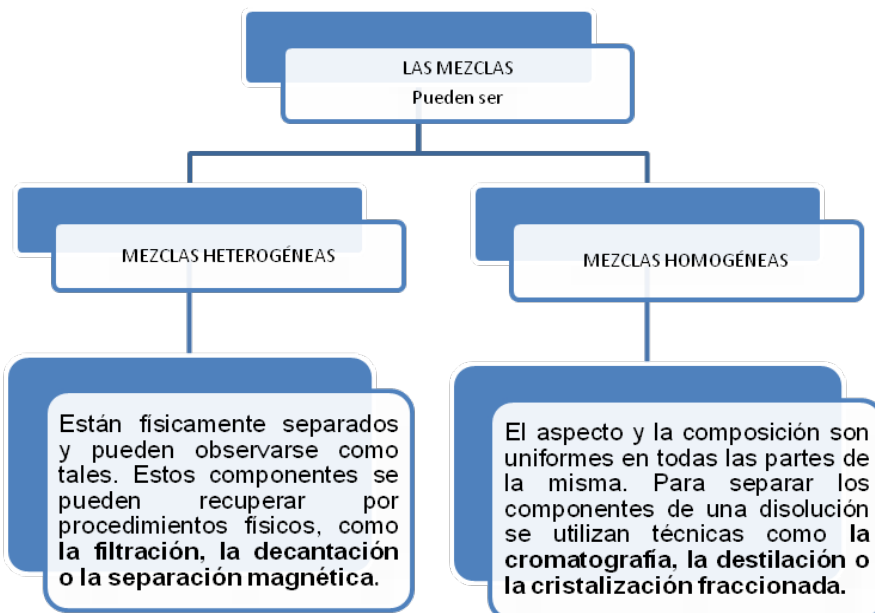 LAS MEZCLAS
Pueden ser
MEZCLAS HETEROGÉNEAS
MEZCLAS HOMOGÉNEAS
Están físicamente separados
y pueden observarse como
tales. Estos componentes se
pueden recuperar por
procedimientos físicos, como
la filtración, la decantación
o la separación magnética.
El aspecto y la composición son
uniformes en todas las partes de
la misma. Para separar los
componentes de una disolución
se utilizan técnicas como la
cromatografía, la destilación o
la cristalización fraccionada.